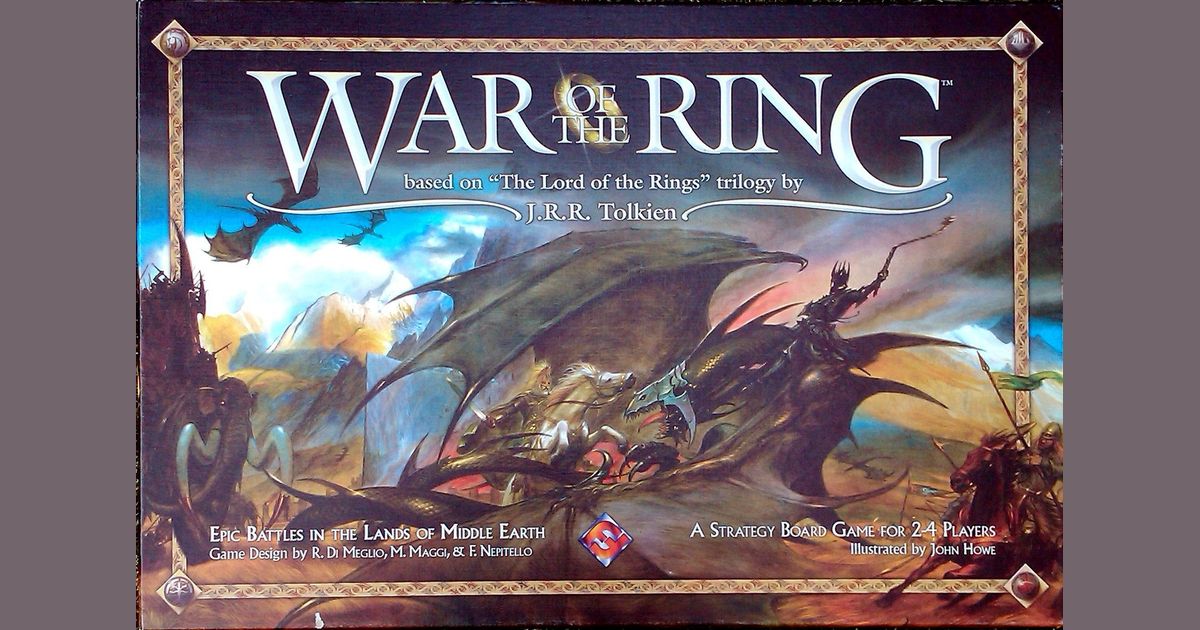 WAR OF THE RING™
based on “The Lord of the Rings” trilogy by
J.R.R. Tolkien
Epic Battles in the Lands of Middle Earth
Game Design by R. Di Meglio, M. Maggi, & F. Nepitello
A Strategy Board Game for 2-4 Players
Illustrated by John Howe